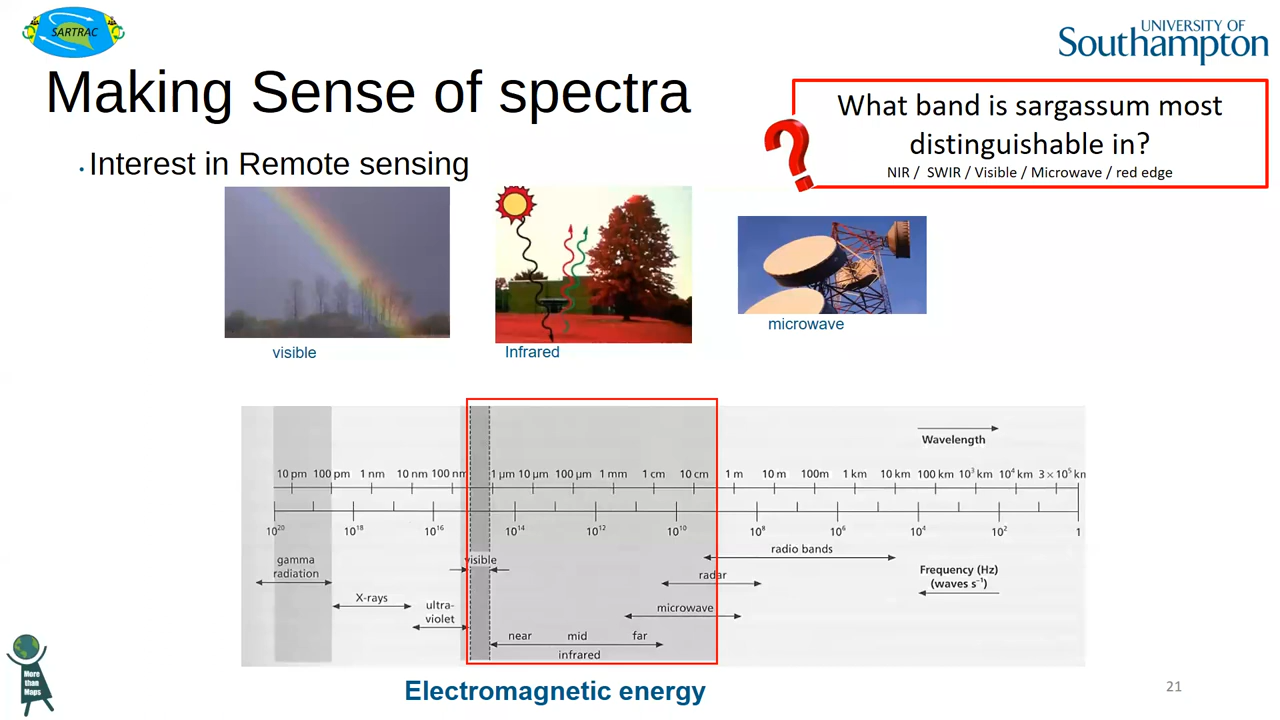 SARTRAC
UNIVERSITY OF
Southampton
Making Sense of spectra
What band is sargassum most
distinguishable in?
NIR / SWIR / Visible / Microwave / red edge
• Interest in Remote sensing
visible
Infrared
microwave
Wavelength
10 pm 100 pm 1 nm 10 nm 100 nm 1 μm 10 μm 100 μm 1 mm 1 cm 10 cm 1 m 10 m 100m 1 km 10 km 100 km 10³ km 10⁴ km 3×10⁵ km
10²⁰ 10¹⁸ 10¹⁶ 10¹⁴ 10¹² 10¹⁰ 10⁸ 10⁶ 10⁴ 10² 1
gamma
radiation
X-rays
ultra-
violet
visible
near mid far
infrared
microwave
radar
radio bands
Frequency (Hz)
(waves s⁻¹)
More
than
Maps
Electromagnetic energy
21